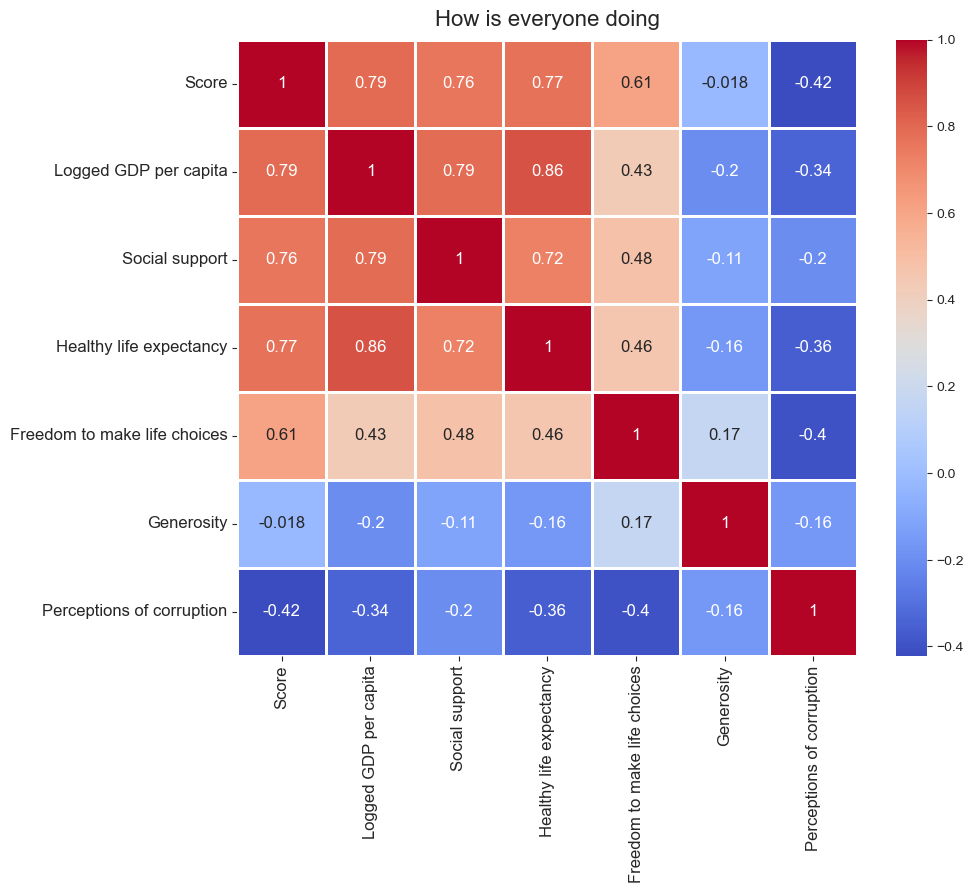 How is everyone doing
Score 1 0.79 0.76 0.77 0.61 -0.018 -0.42
Logged GDP per capita 0.79 1 0.79 0.86 0.43 -0.2 -0.34
Social support 0.76 0.79 1 0.72 0.48 -0.11 -0.2
Healthy life expectancy 0.77 0.86 0.72 1 0.46 -0.16 -0.36
Freedom to make life choices 0.61 0.43 0.48 0.46 1 0.17 -0.4
Generosity -0.018 -0.2 -0.11 -0.16 0.17 1 -0.16
Perceptions of corruption -0.42 -0.34 -0.2 -0.36 -0.4 -0.16 1
Score
Logged GDP per capita
Social support
Healthy life expectancy
Freedom to make life choices
Generosity
Perceptions of corruption
1.0
0.8
0.6
0.4
0.2
0.0
−0.2
−0.4